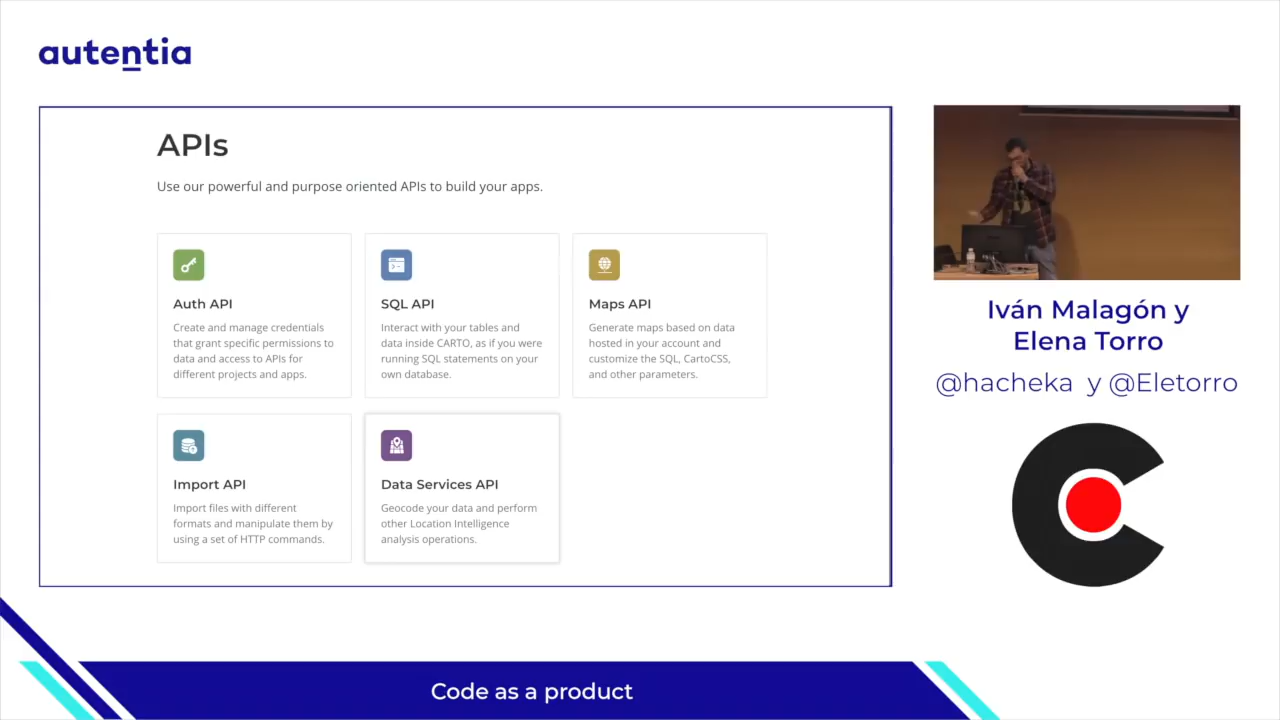 autentia
APIs
Use our powerful and purpose oriented APIs to build your apps.
Auth API
Create and manage credentials
that grant specific permissions to
data and access to APIs for
different projects and apps.
SQL API
Interact with your tables and
data inside CARTO, as if you were
running SQL statements on your
own database.
Maps API
Generate maps based on data
hosted in your account and
customize the SQL, CartoCSS,
and other parameters.
Import API
Import files with different
formats and manipulate them by
using a set of HTTP commands.
Data Services API
Geocode your data and perform
other Location Intelligence
analysis operations.
Iván Malagón y
Elena Torro
@hacheka y @Eletorro
Code as a product